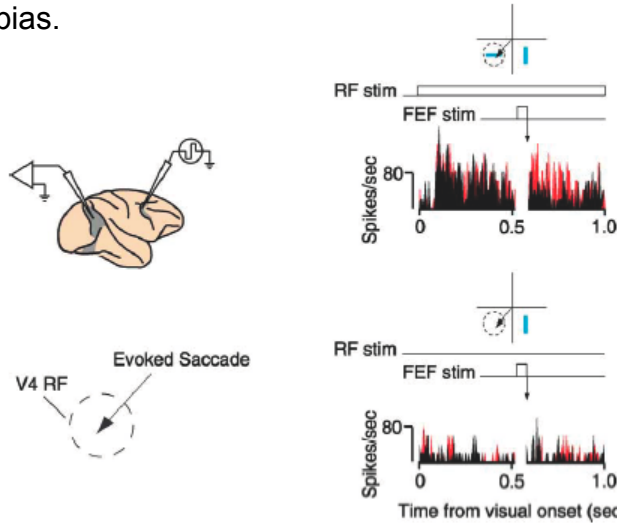 bias.
RF stim
FEF stim
Spikes/sec
80
0
0.5
1.0
Evoked Saccade
V4 RF
RF stim
FEF stim
Spikes/sec
80
0
0.5
1.0
Time from visual onset (sec